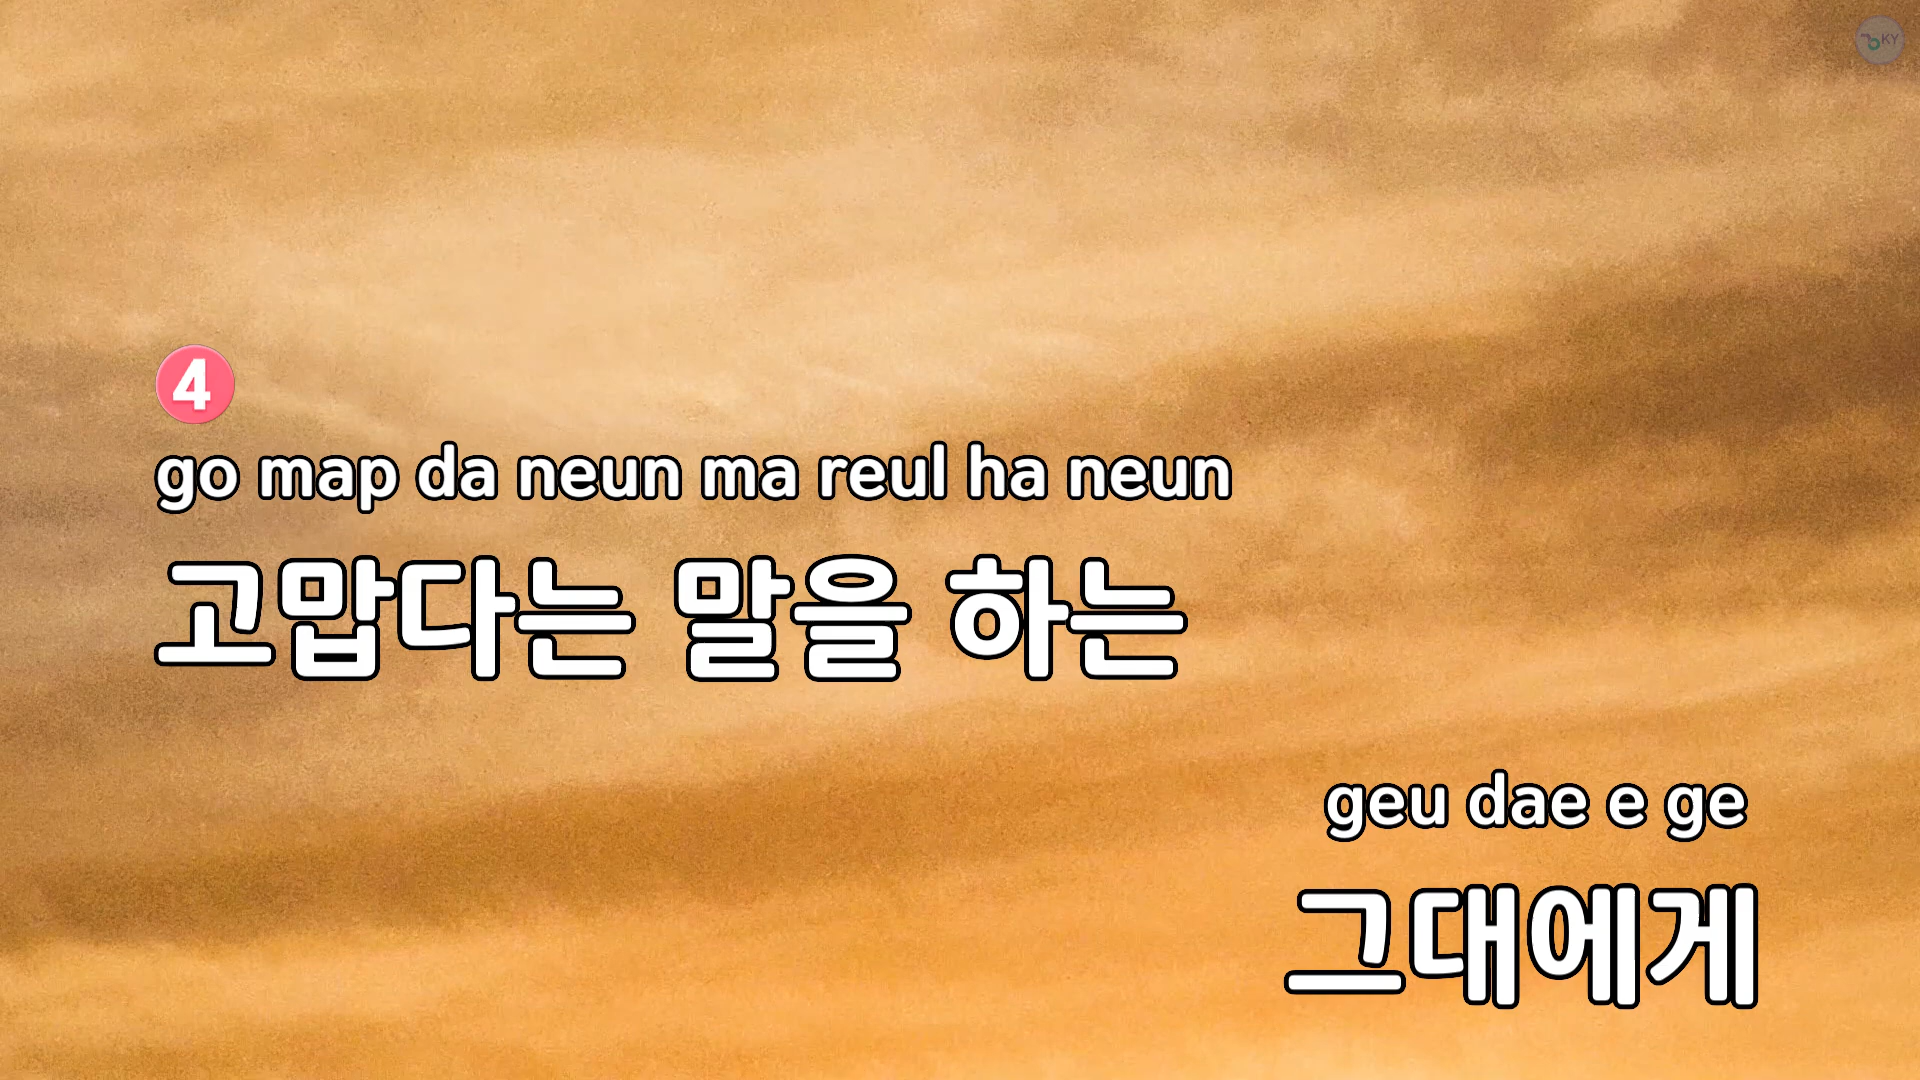 KY
4
go map da neun ma reul ha neun
고맙다는 말을 하는
geu dae e ge
그대에게